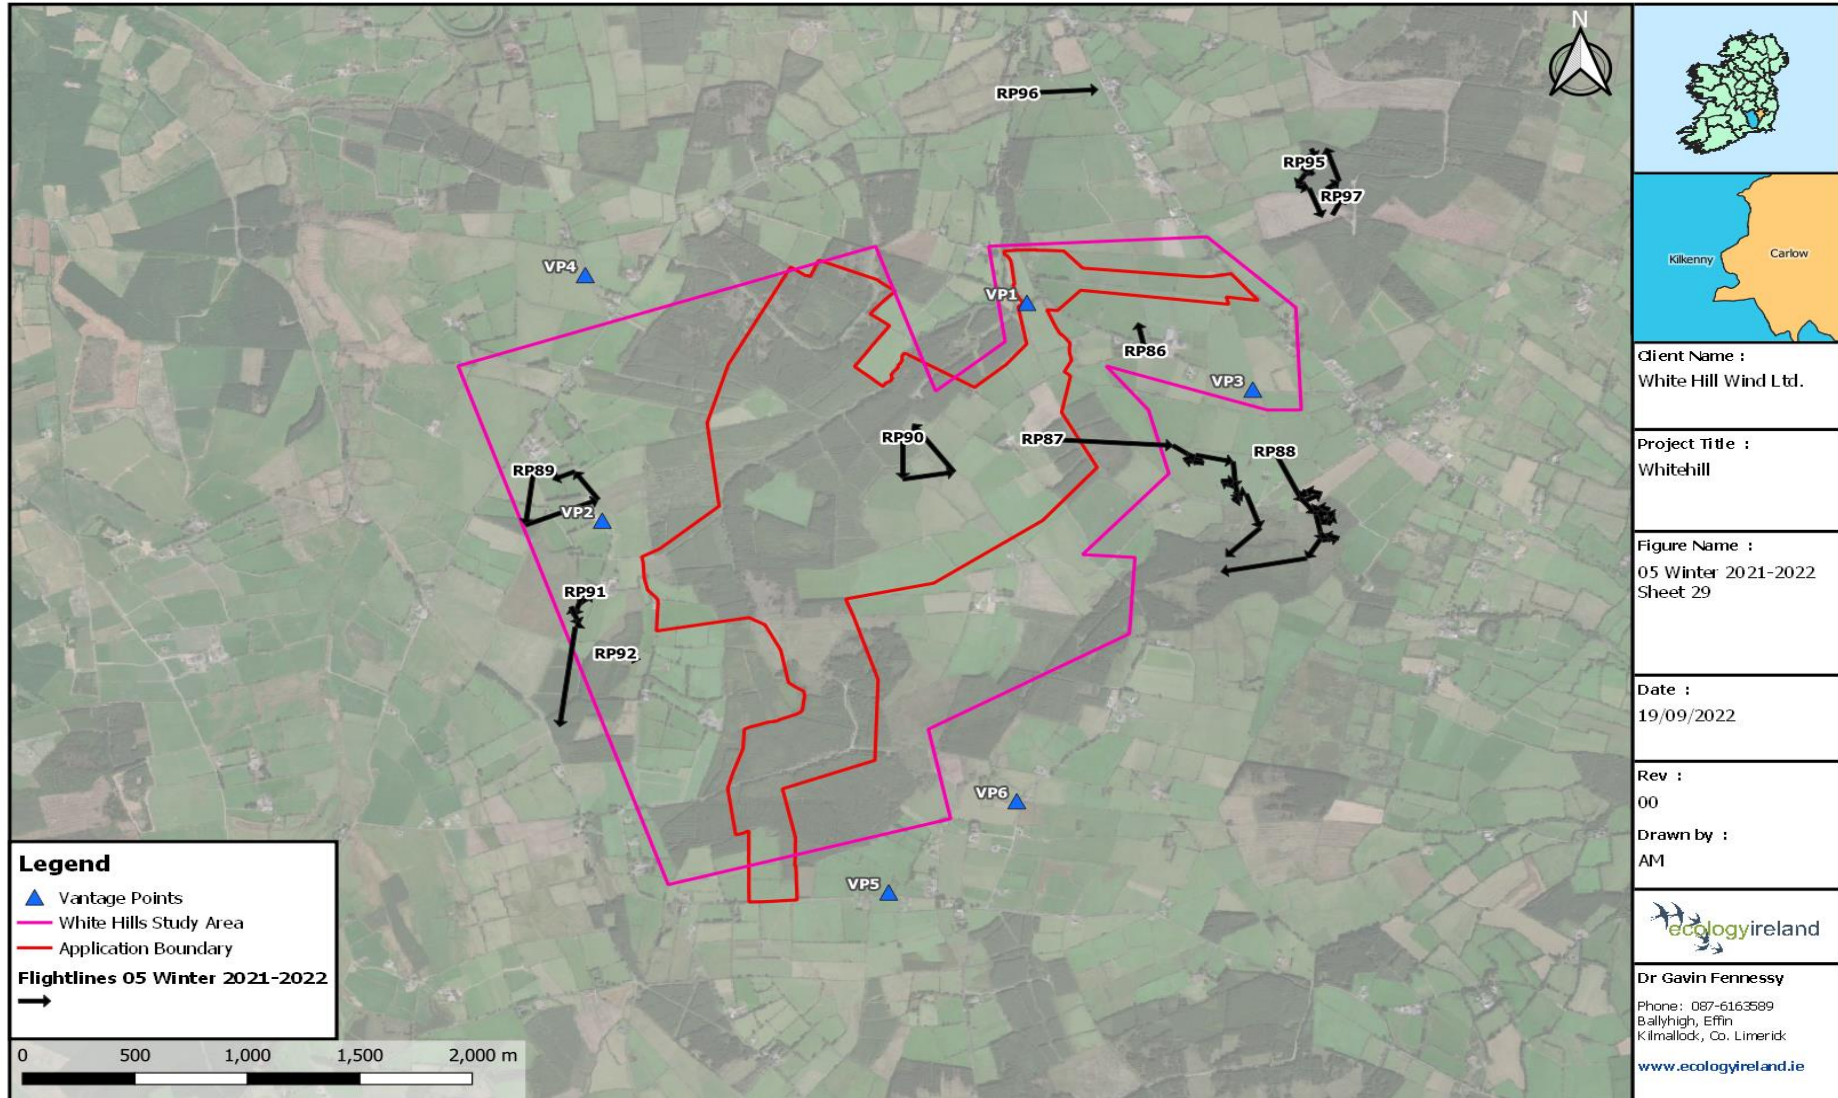 N
RP96
RP95
RP97
VP4
VP1
RP86
VP3
RP90
RP87
RP88
RP89
VP2
RP91
RP92
VP6
VP5
Legend
Vantage Points
White Hills Study Area
Application Boundary
Flightlines 05 Winter 2021-2022
0 500 1,000 1,500 2,000 m
Kilkenny
Carlow
Client Name :
White Hill Wind Ltd.
Project Title :
Whitehill
Figure Name :
05 Winter 2021-2022
Sheet 29
Date :
19/09/2022
Rev :
00
Drawn by :
AM
ecologyireland
Dr Gavin Fennessy
Phone: 087-6163589
Ballyhigh, Effin
Kilmallock, Co. Limerick
www.ecologyireland.ie